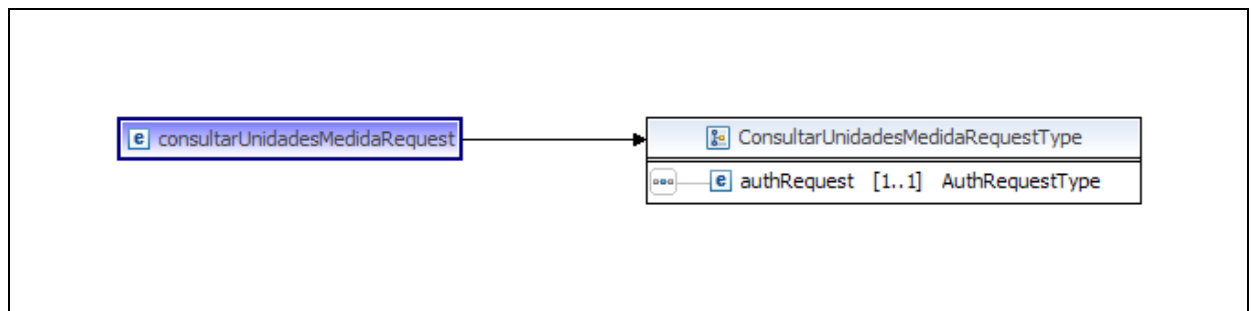 consultarUnidadesMedidaRequest
ConsultarUnidadesMedidaRequestType
authRequest [1..1] AuthRequestType